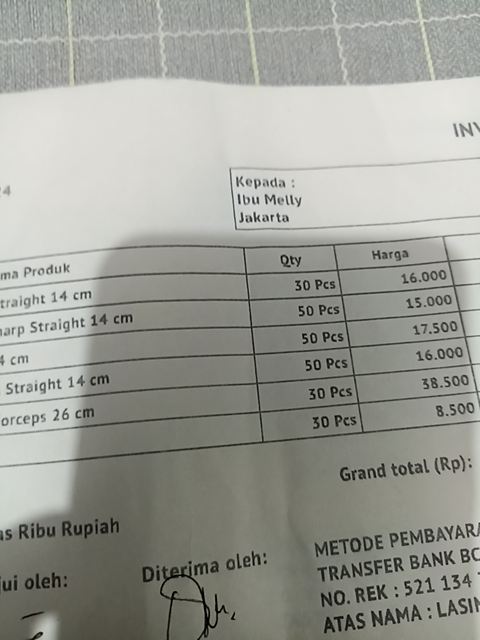 INV
24
Kepada :
Ibu Melly
Jakarta
ma Produk Qty Harga
traight 14 cm 30 Pcs 16.000
harp Straight 14 cm 50 Pcs 15.000
4 cm 50 Pcs 17.500
Straight 14 cm 50 Pcs 16.000
orceps 26 cm 30 Pcs 38.500
30 Pcs 8.500
Grand total (Rp):
as Ribu Rupiah
jui oleh: Diterima oleh:
METODE PEMBAYARA
TRANSFER BANK BC
NO. REK : 521 134
ATAS NAMA : LASIN